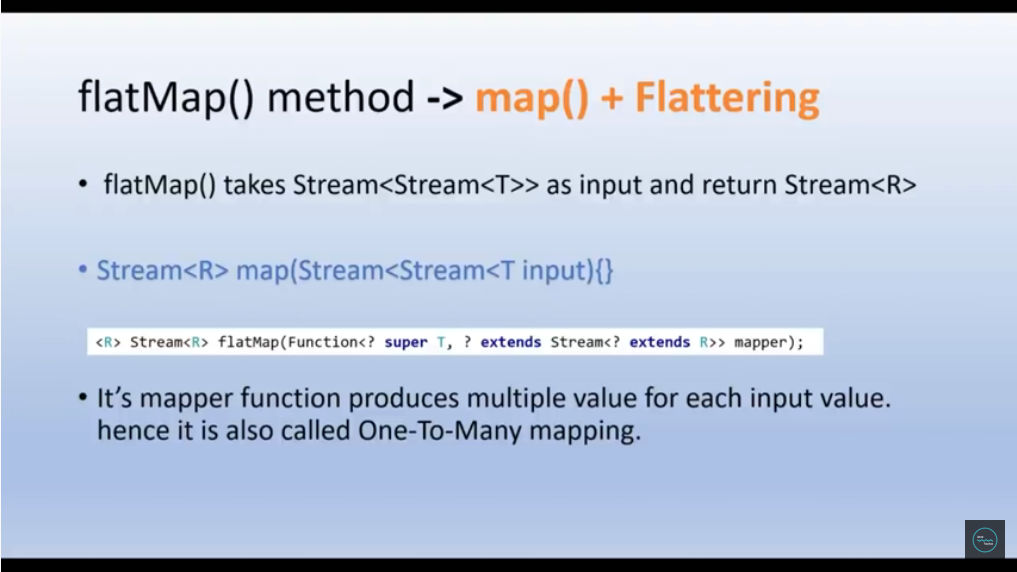 flatMap() method -> map() + Flattering
• flatMap() takes Stream<Stream<T>> as input and return Stream<R>
• Stream<R> map(Stream<Stream<T input){}
<R> Stream<R> flatMap(Function<? super T, ? extends Stream<? extends R>> mapper);
• It’s mapper function produces multiple value for each input value.
hence it is also called One-To-Many mapping.